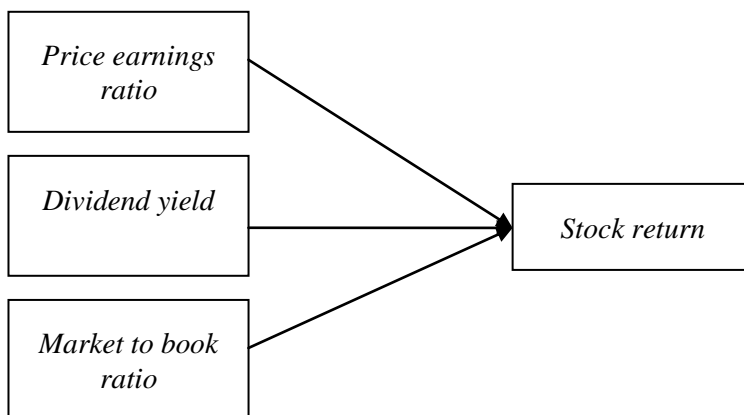 Price earnings
ratio
Dividend yield
Stock return
Market to book
ratio